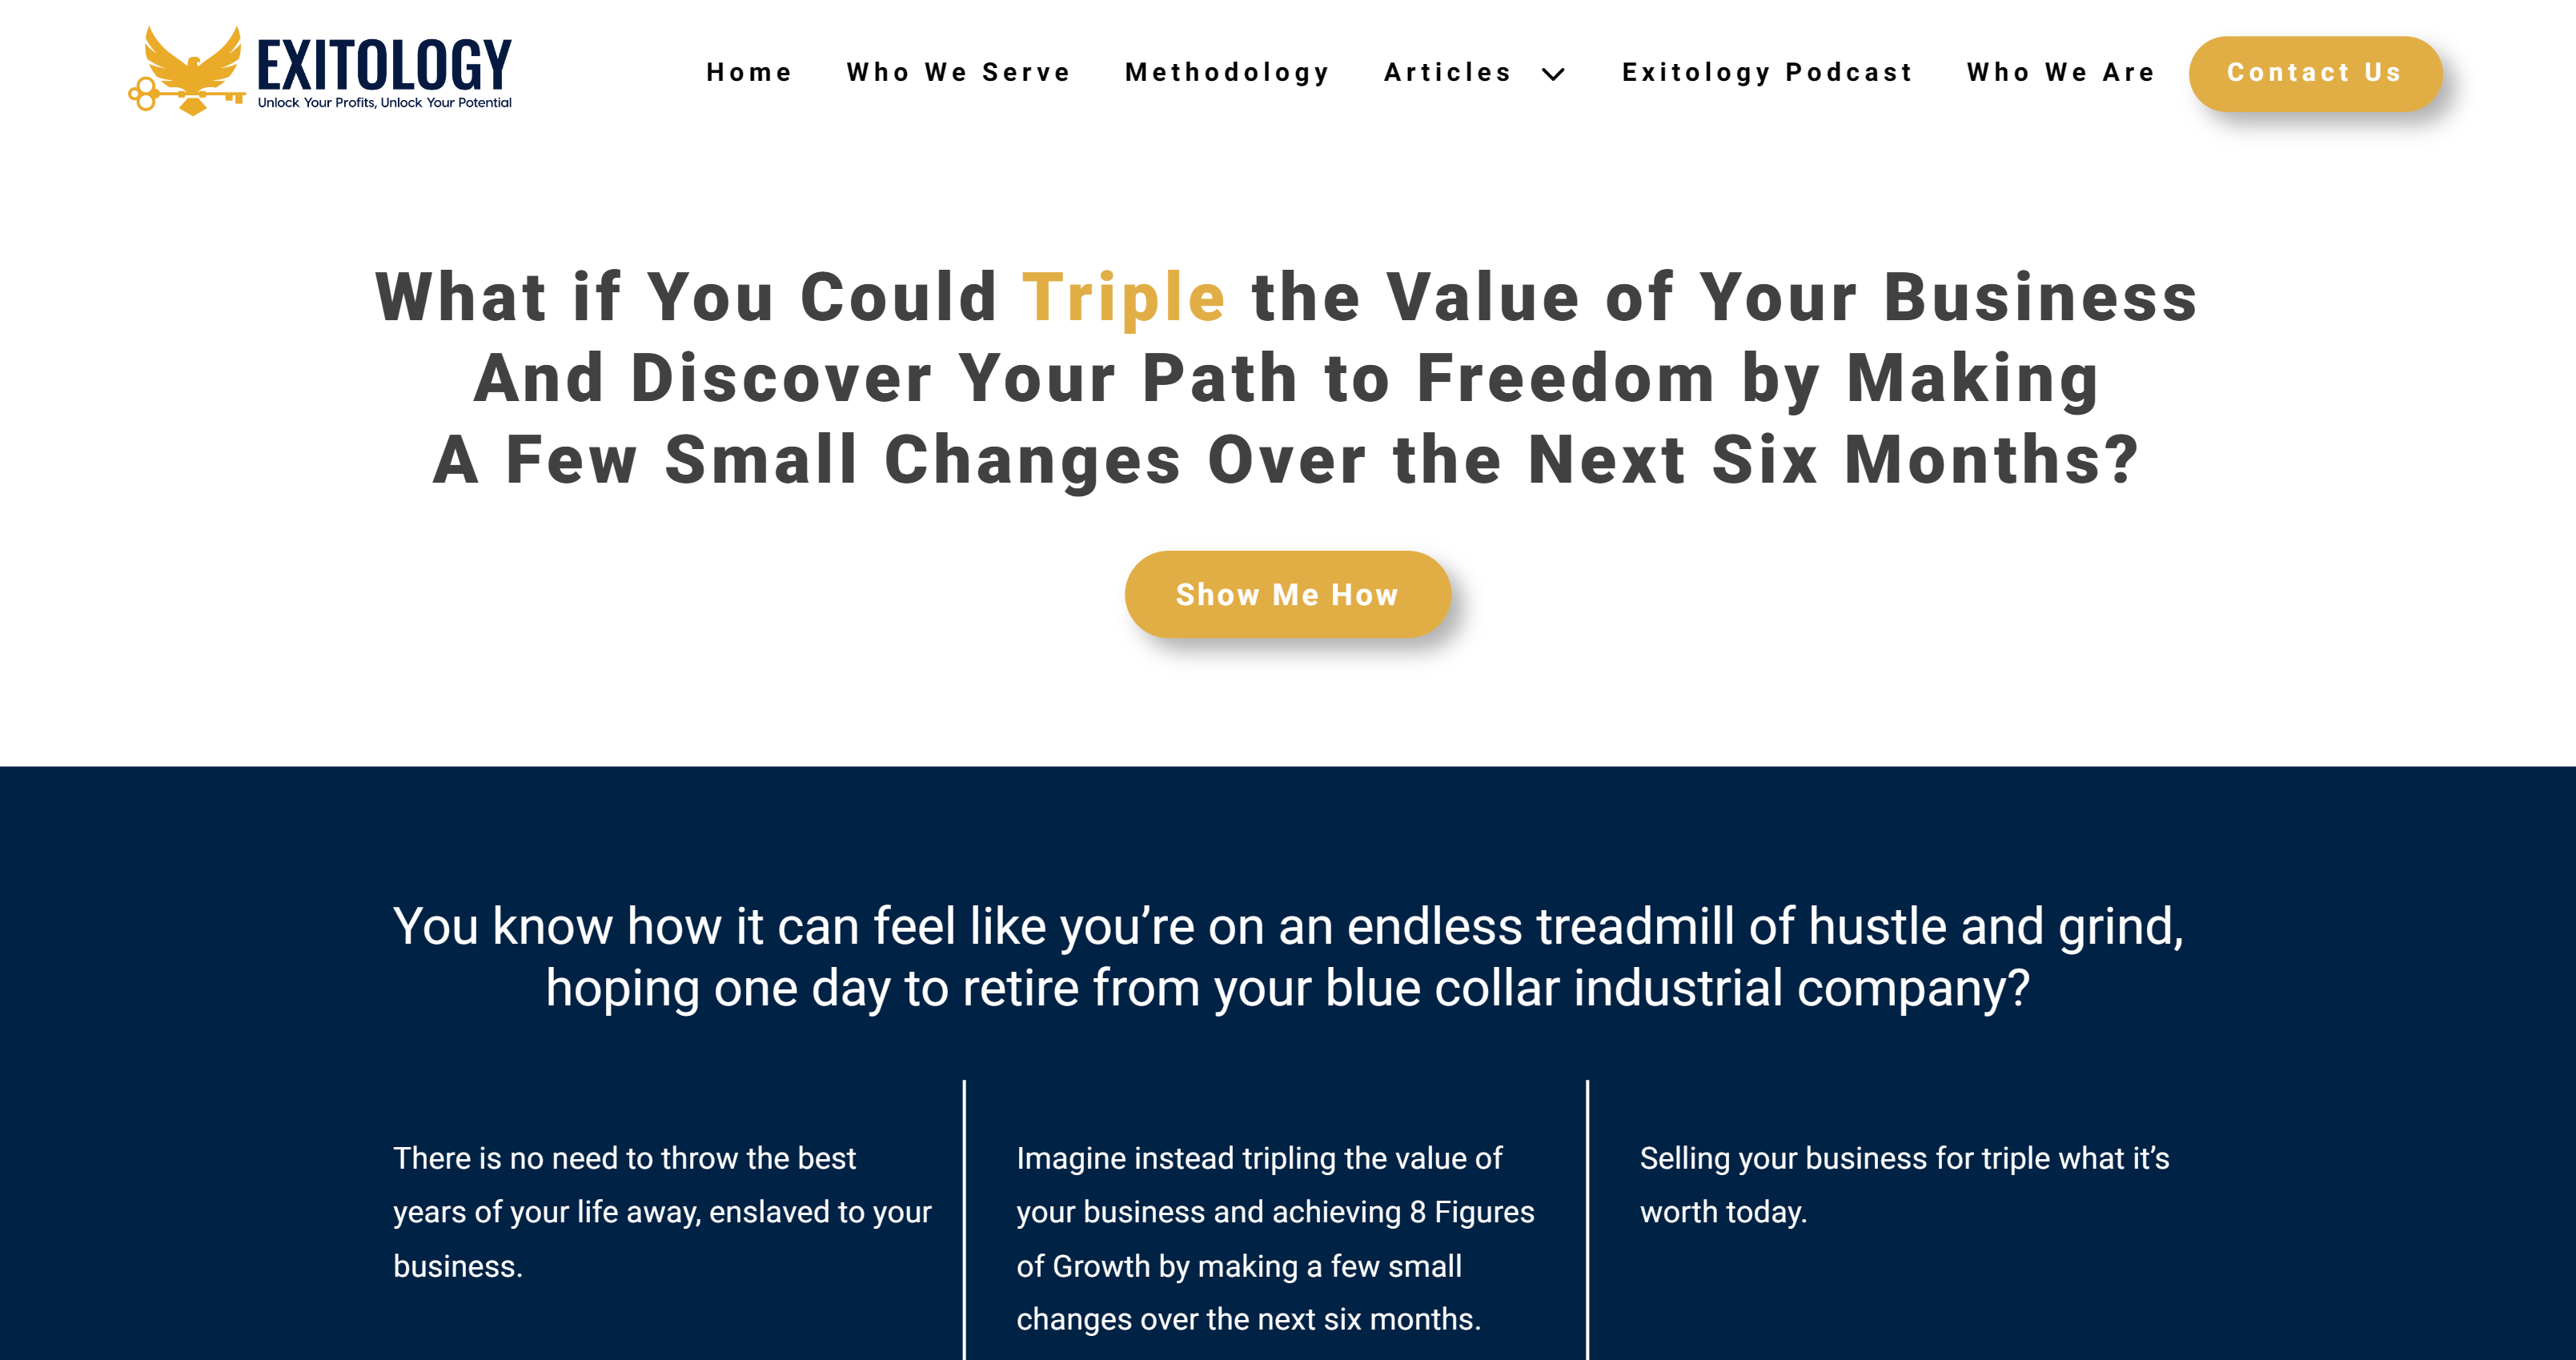 EXITOLOGY
Unlock Your Profits, Unlock Your Potential
Home
Who We Serve
Methodology
Articles
Exitology Podcast
Who We Are
Contact Us
What if You Could Triple the Value of Your Business
And Discover Your Path to Freedom by Making
A Few Small Changes Over the Next Six Months?
Show Me How
You know how it can feel like you’re on an endless treadmill of hustle and grind,
hoping one day to retire from your blue collar industrial company?
There is no need to throw the best
years of your life away, enslaved to your
business.
Imagine instead tripling the value of
your business and achieving 8 Figures
of Growth by making a few small
changes over the next six months.
Selling your business for triple what it’s
worth today.